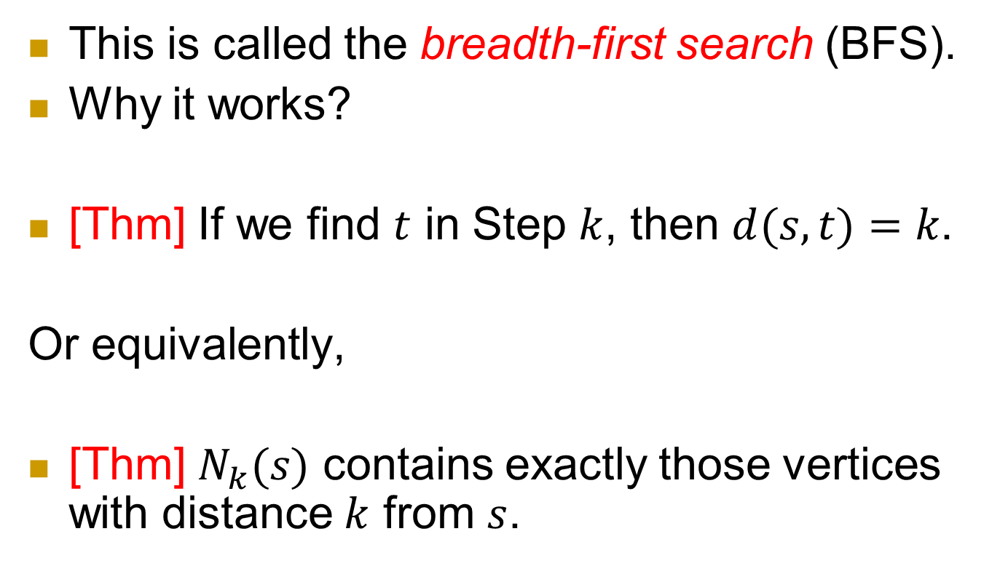 ■ This is called the breadth-first search (BFS).
■ Why it works?
■ [Thm] If we find 𝑡 in Step 𝑘, then 𝑑(𝑠, 𝑡) = 𝑘.
Or equivalently,
■ [Thm] 𝑁ₖ(𝑠) contains exactly those vertices
with distance 𝑘 from 𝑠.